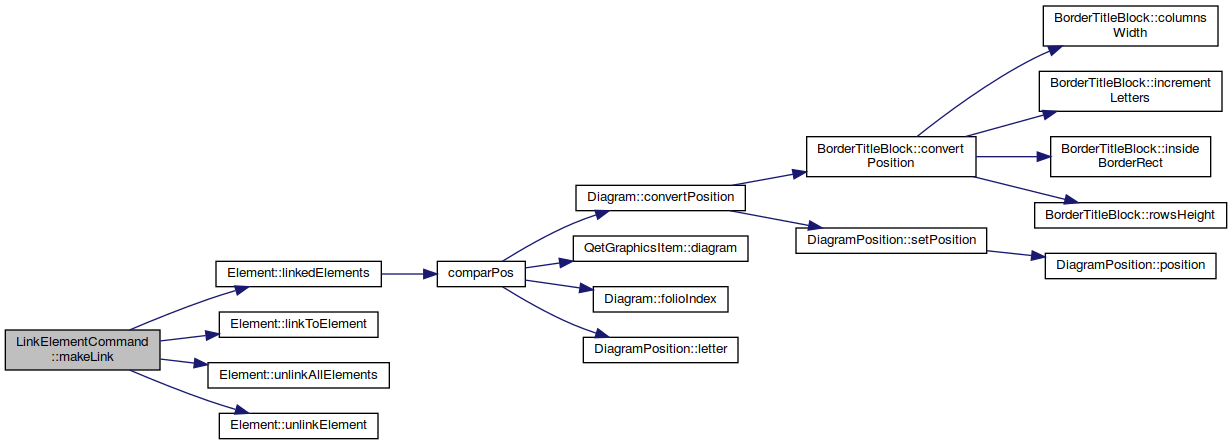 BorderTitleBlock::columns
Width
BorderTitleBlock::increment
Letters
BorderTitleBlock::convert
Position
BorderTitleBlock::inside
BorderRect
Diagram::convertPosition
BorderTitleBlock::rowsHeight
DiagramPosition::setPosition
QetGraphicsItem::diagram
DiagramPosition::position
Element::linkedElements
comparPos
Diagram::folioIndex
Element::linkToElement
LinkElementCommand
::makeLink
DiagramPosition::letter
Element::unlinkAllElements
Element::unlinkElement